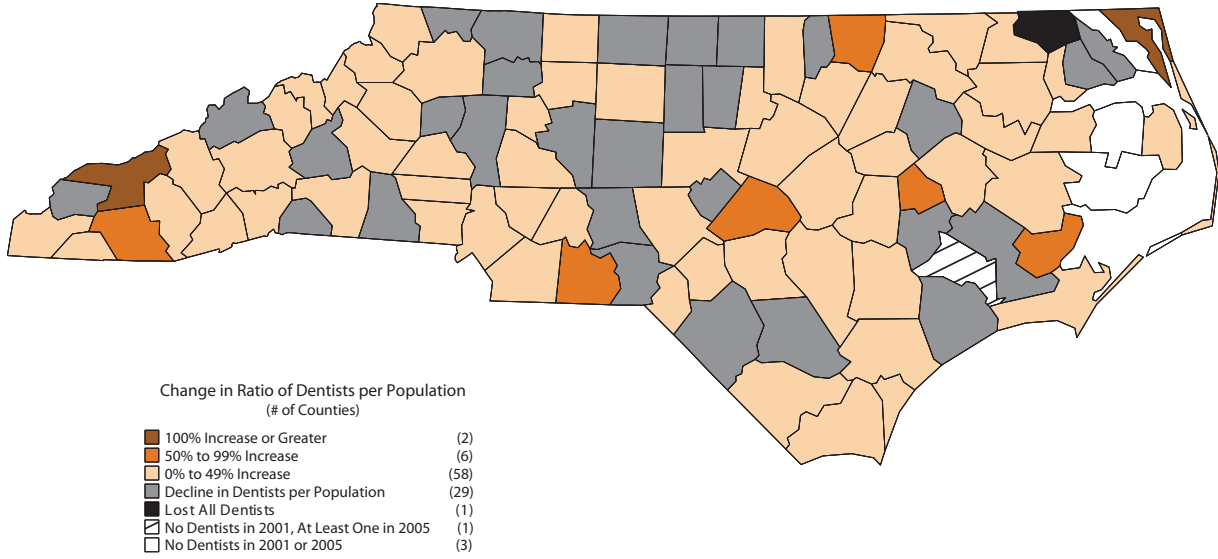 Change in Ratio of Dentists per Population
(# of Counties)
100% Increase or Greater (2)
50% to 99% Increase (6)
0% to 49% Increase (58)
Decline in Dentists per Population (29)
Lost All Dentists (1)
No Dentists in 2001, At Least One in 2005 (1)
No Dentists in 2001 or 2005 (3)